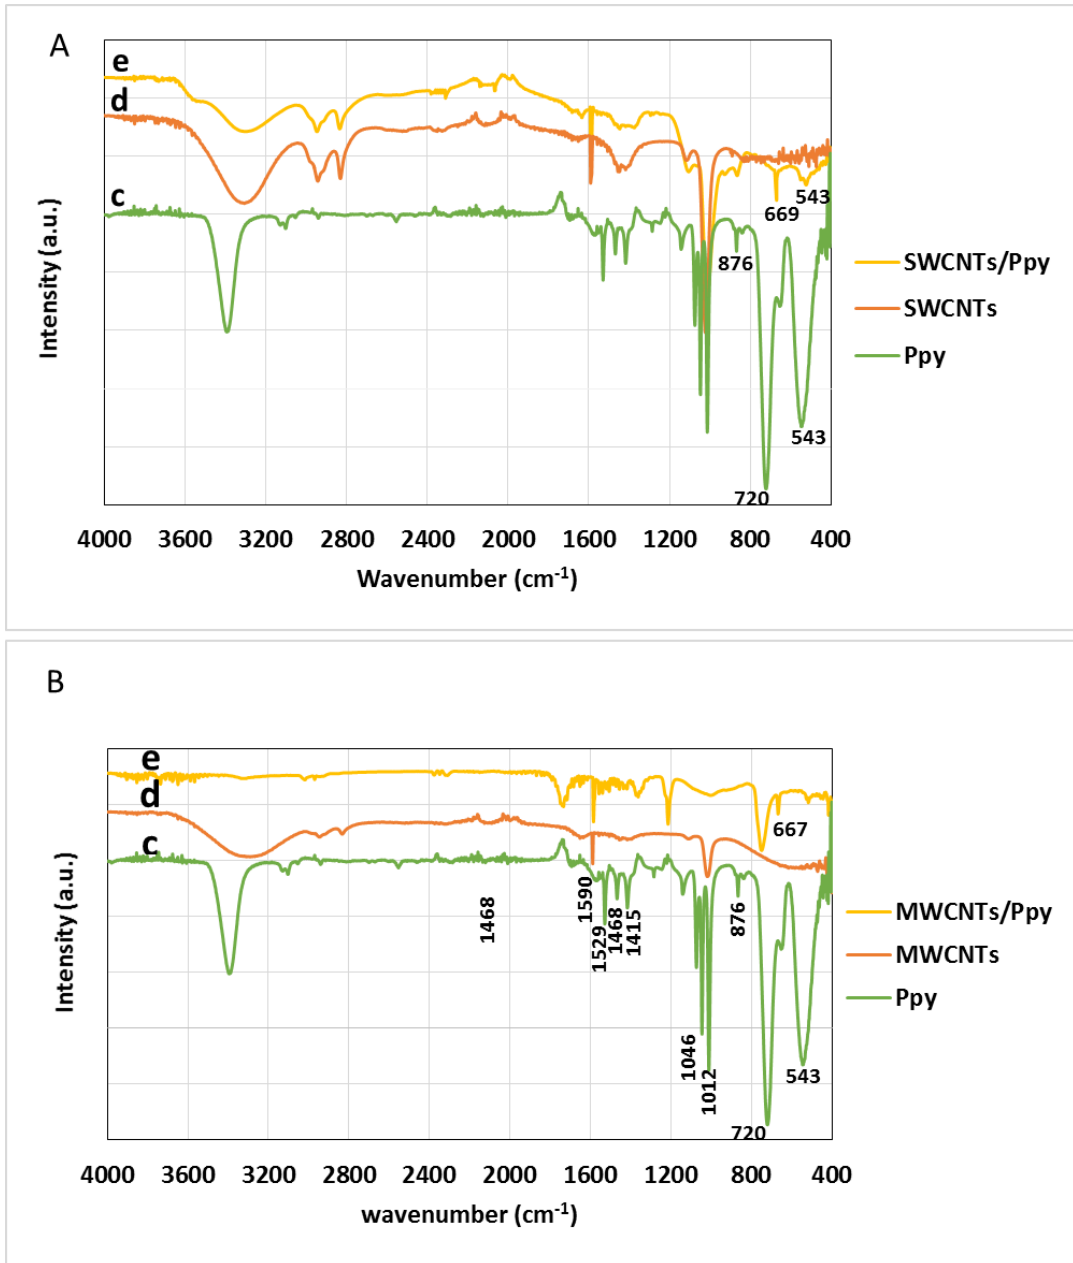 A
e
d
c
876
669
543
543
720
Intensity (a.u.)
4000 3600 3200 2800 2000 1600 1200 800 400
Wavenumber (cm⁻¹)
SWCNTs/Ppy
SWCNTs
Ppy
B
e
d
c
667
1468
1590
1529
1468
1415
876
1046
1012
543
720
Intensity (a.u.)
4000 3600 3200 2800 2000 1600 1200 800 400
wavenumber (cm⁻¹)
MWCNTs/Ppy
MWCNTs
Ppy